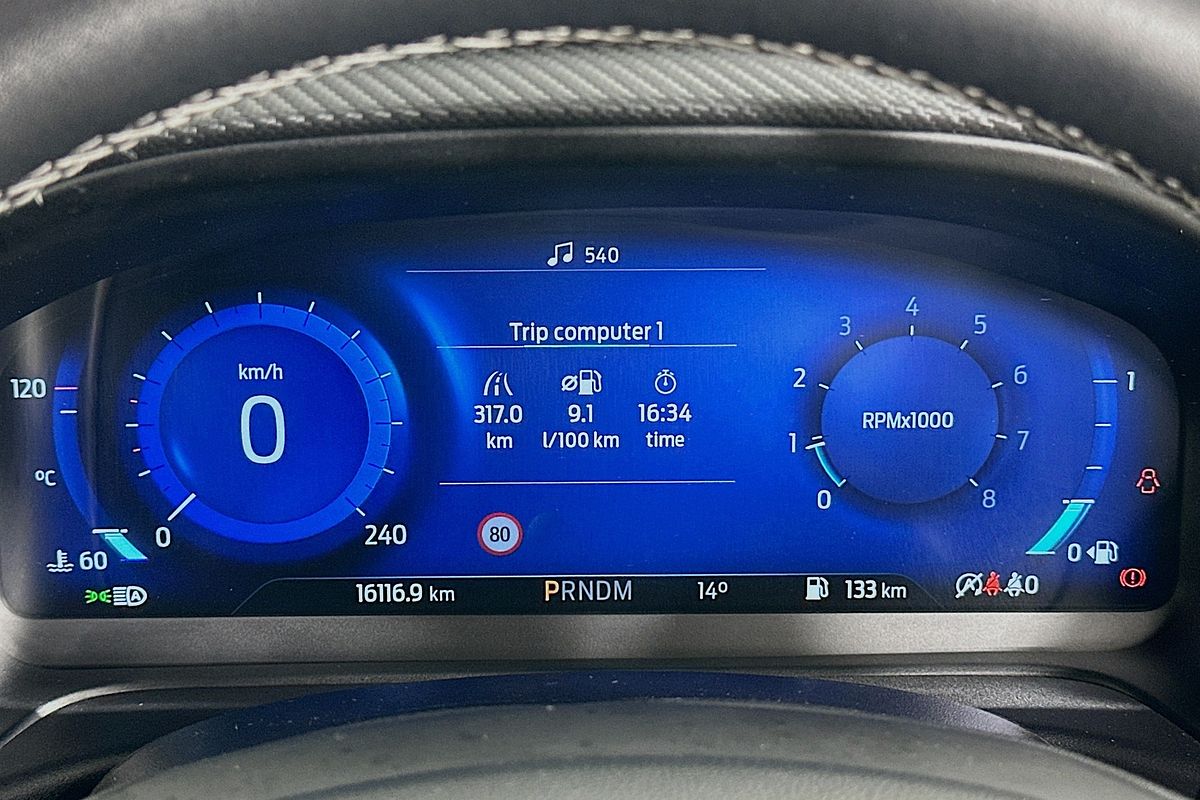 540
Trip computer 1
317.0 9.1 16:34
km l/100 km time
80
km/h
0
0 240
120
ºC
60
RPMx1000
0 1 2 3 4 5 6 7 8
1
0
A
16116.9 km PRNDM 14º 133 km
A 0